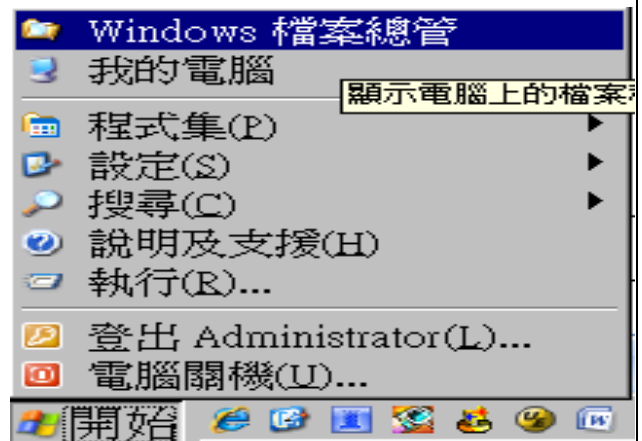 Windows 檔案總管
我的電腦
顯示電腦上的檔案
程式集(P)
設定(S)
搜尋(C)
說明及支援(H)
執行(R)...
登出 Administrator(L)...
電腦關機(U)...
開始